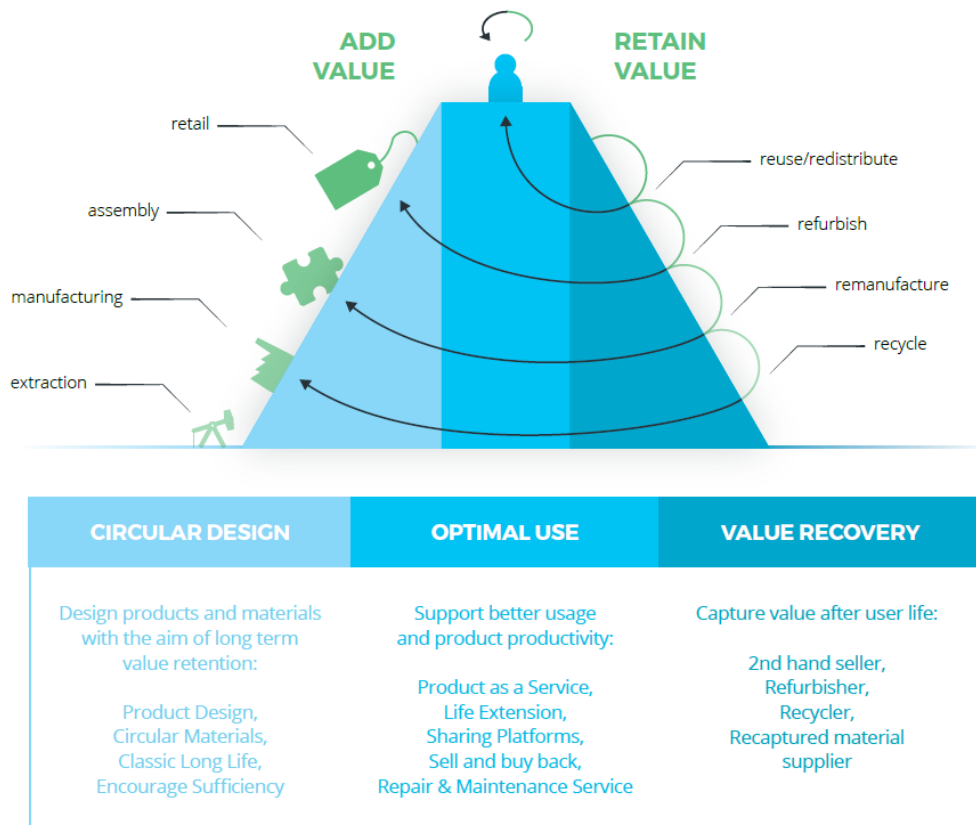 ADD
VALUE
RETAIN
VALUE
retail
assembly
manufacturing
extraction
reuse/redistribute
refurbish
remanufacture
recycle
CIRCULAR DESIGN
Design products and materials
with the aim of long term
value retention:
Product Design,
Circular Materials,
Classic Long Life,
Encourage Sufficiency
OPTIMAL USE
Support better usage
and product productivity:
Product as a Service,
Life Extension,
Sharing Platforms,
Sell and buy back,
Repair & Maintenance Service
VALUE RECOVERY
Capture value after user life:
2nd hand seller,
Refurbisher,
Recycler,
Recaptured material
supplier